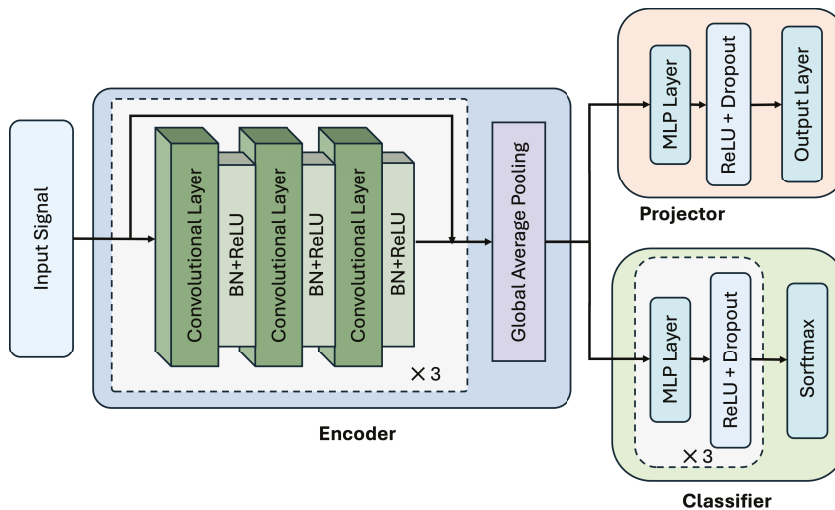 Input Signal
Convolutional Layer
BN+ReLU
Convolutional Layer
BN+ReLU
Convolutional Layer
BN+ReLU
×3
Global Average Pooling
Encoder
MLP Layer
ReLU + Dropout
Output Layer
Projector
MLP Layer
ReLU + Dropout
×3
Sorftmax
Classifier